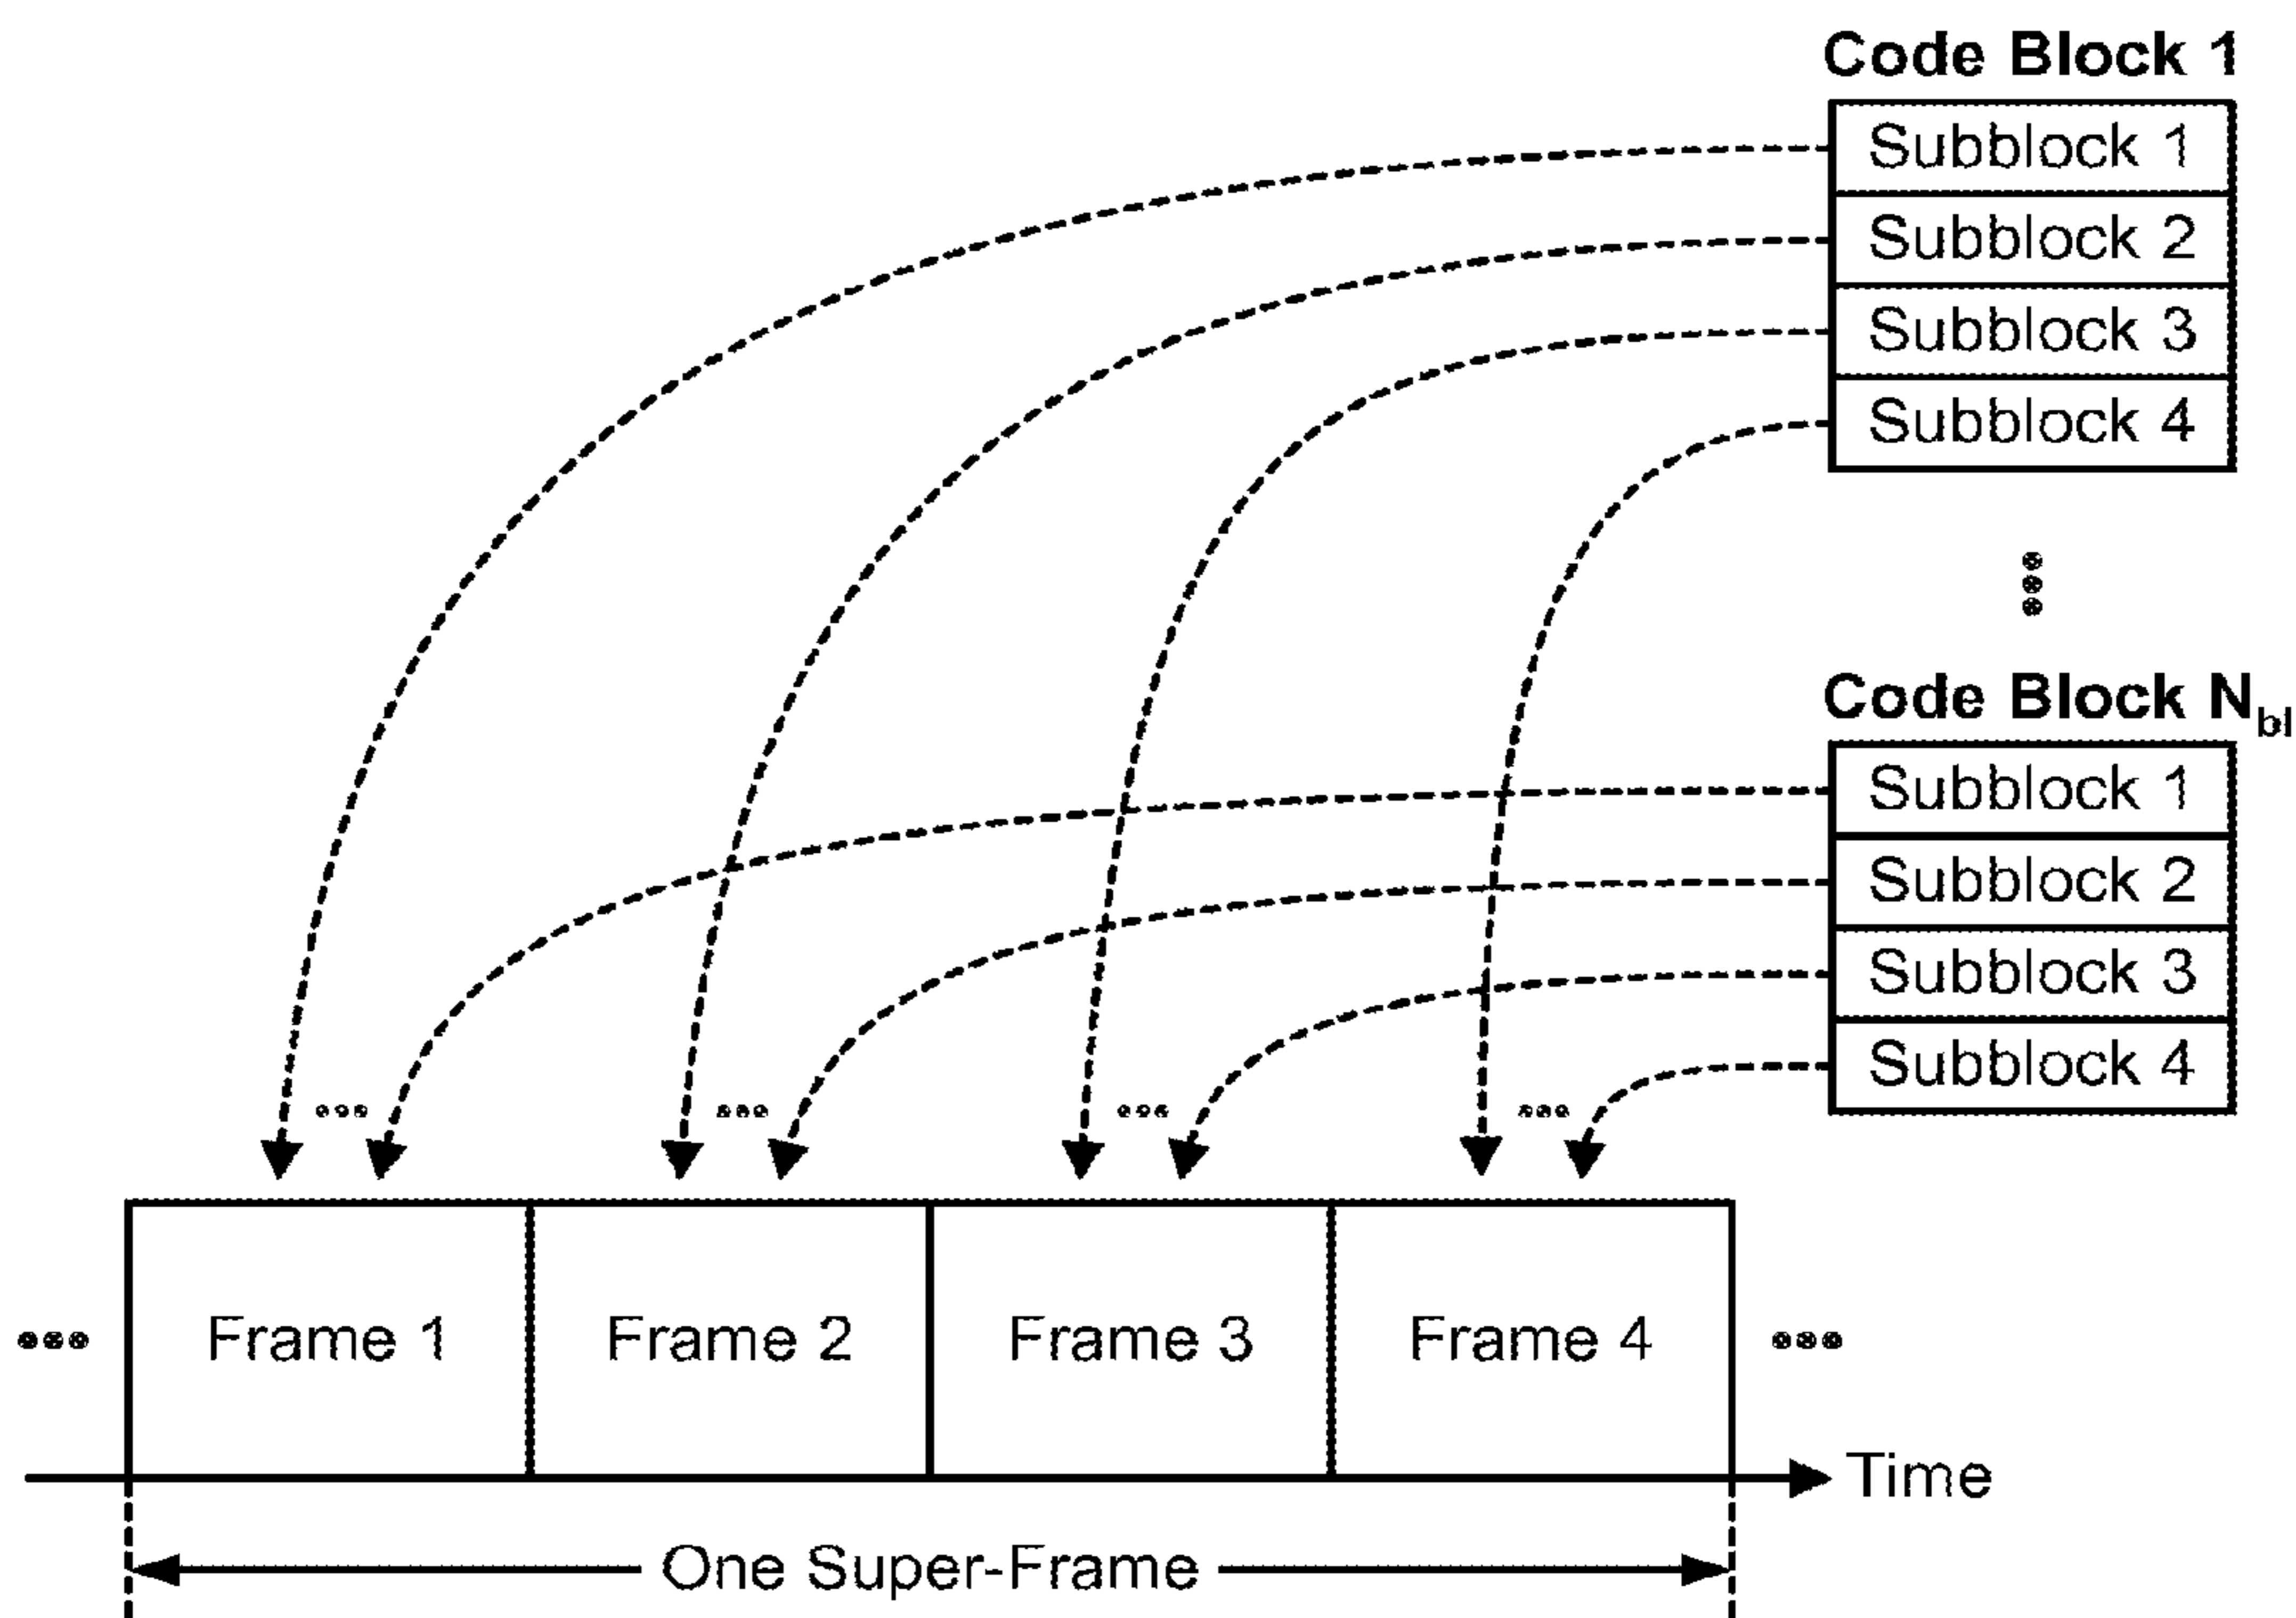 Code Block 1
Subblock 1
Subblock 2
Subblock 3
Subblock 4
Code Block N_bl
Subblock 1
Subblock 2
Subblock 3
Subblock 4
Frame 1
Frame 2
Frame 3
Frame 4
Time
One Super-Frame